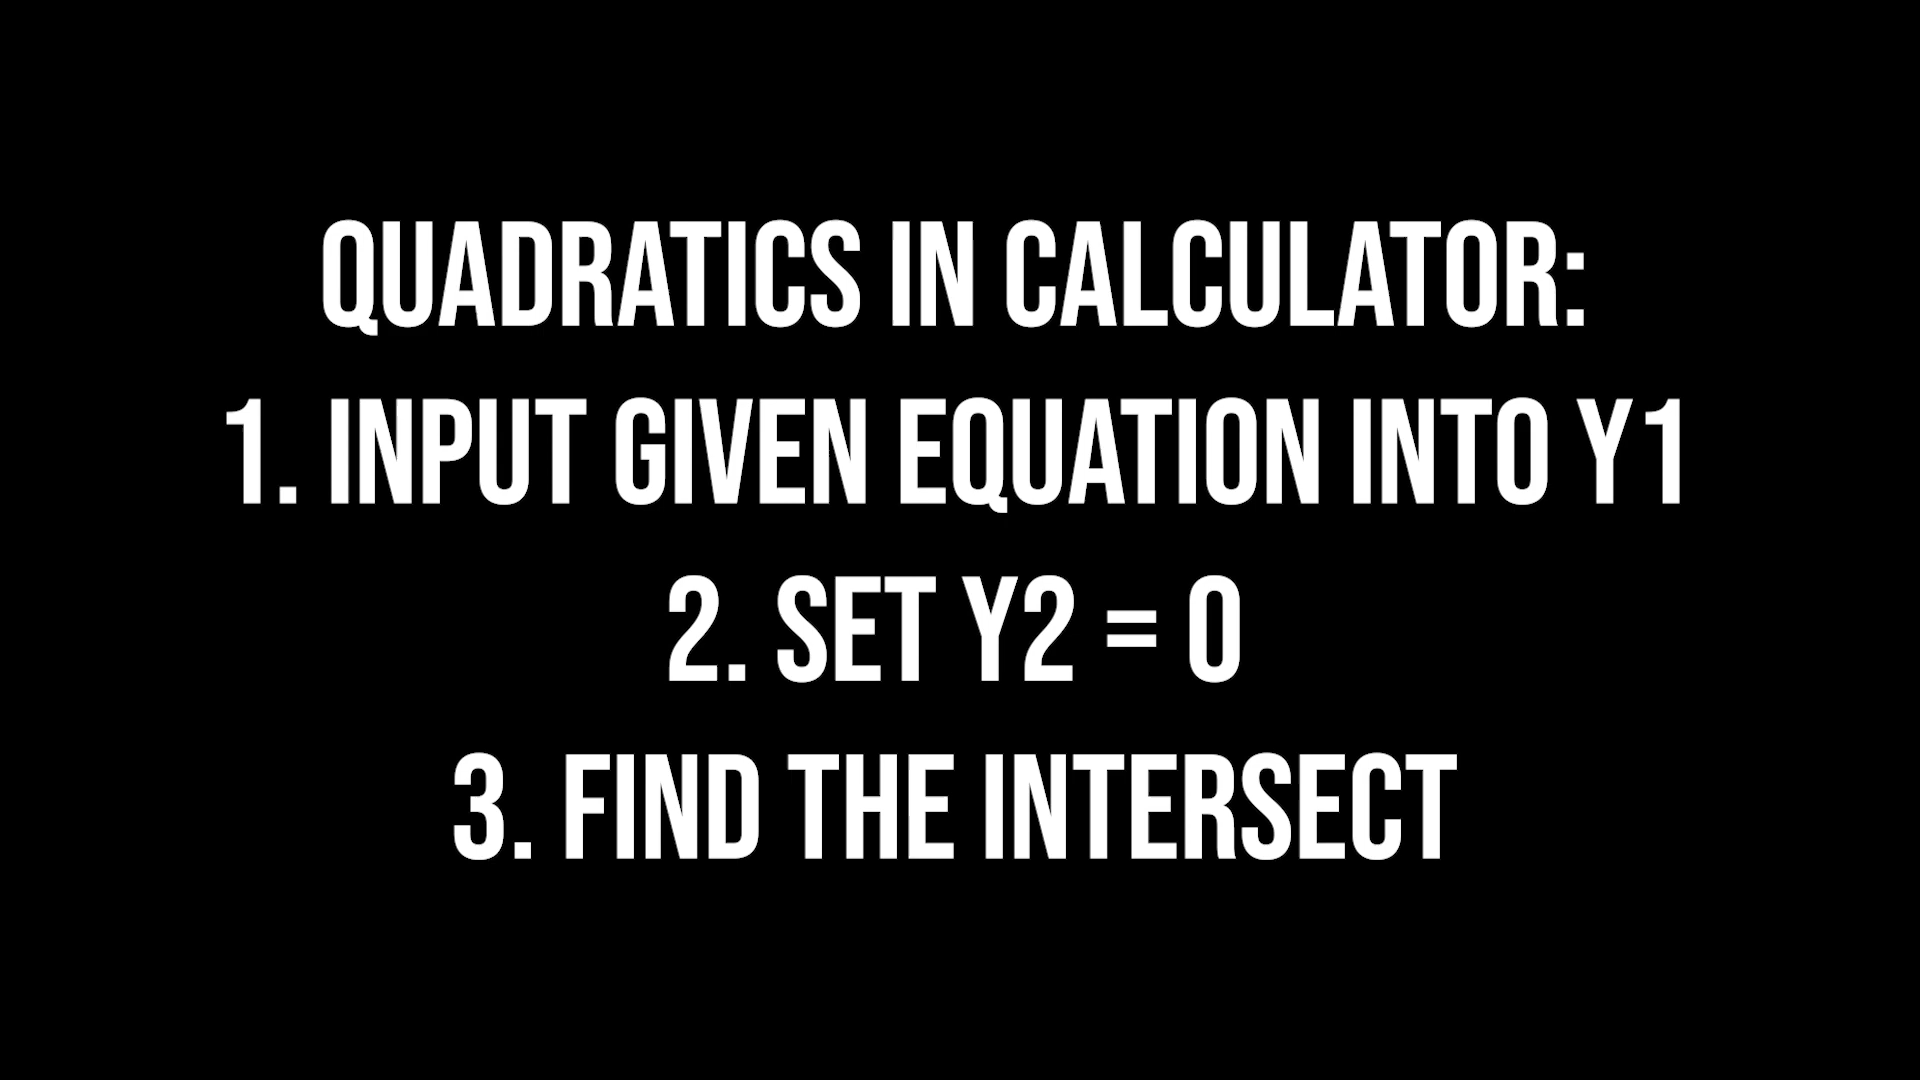 QUADRATICS IN CALCULATOR:
1. INPUT GIVEN EQUATION INTO Y1
2. SET Y2 = 0
3. FIND THE INTERSECT